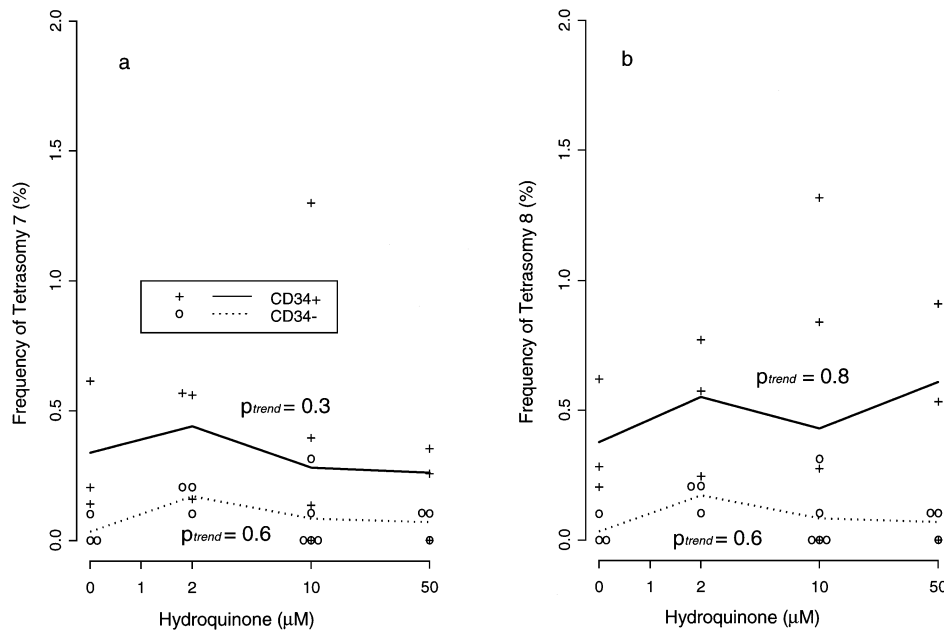 a
2.0
1.5
1.0
0.5
0.0
Frequency of Tetrasomy 7 (%)
+ CD34+
o CD34-
ptrend = 0.3
ptrend = 0.6
0 1 2 10 50
Hydroquinone (μM)
b
2.0
1.5
1.0
0.5
0.0
Frequency of Tetrasomy 8 (%)
ptrend = 0.8
ptrend = 0.6
0 1 2 10 50
Hydroquinone (μM)